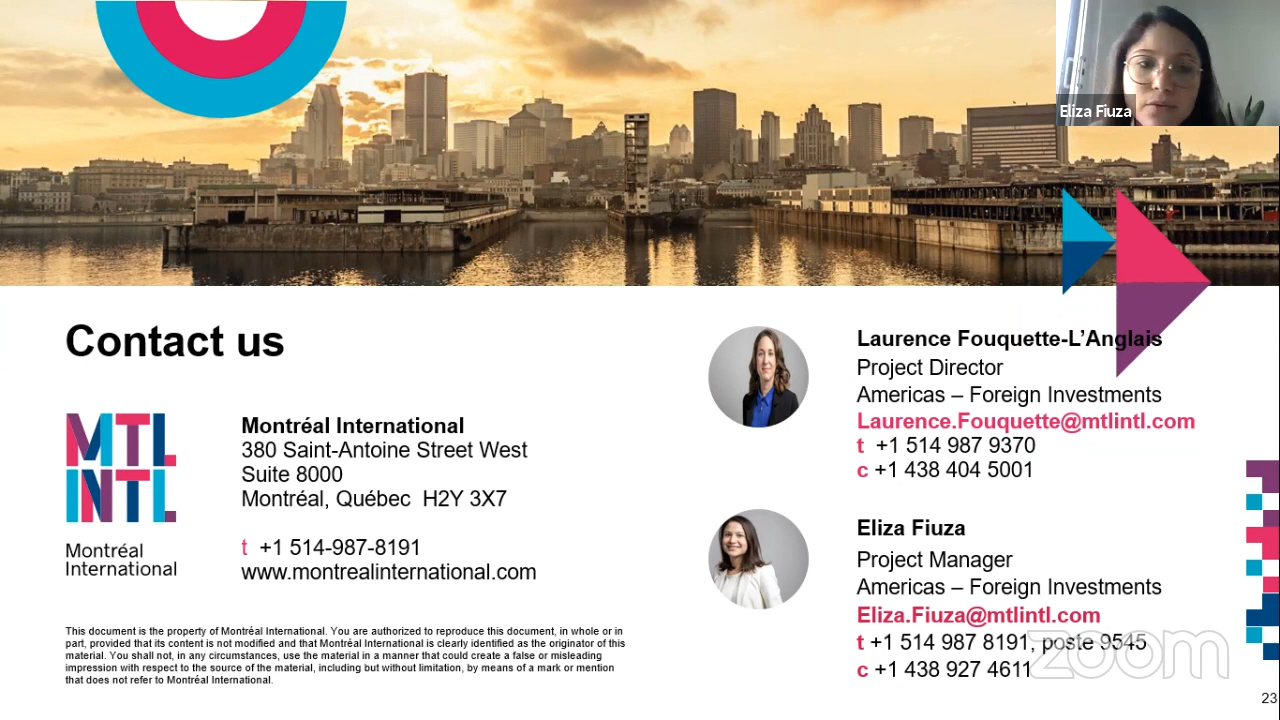 Eliza Fiuza
Contact us
MTL
INTL
Montréal
International
Montréal International
380 Saint-Antoine Street West
Suite 8000
Montréal, Québec  H2Y 3X7
t  +1 514-987-8191
www.montrealinternational.com
This document is the property of Montréal International. You are authorized to reproduce this document, in whole or in
part, provided that its content is not modified and that Montréal International is clearly identified as the originator of this
material. You shall not, in any circumstances, use the material in a manner that could create a false or misleading
impression with respect to the source of the material, including but without limitation, by means of a mark or mention
that does not refer to Montréal International.
Laurence Fouquette-L’Anglais
Project Director
Americas – Foreign Investments
Laurence.Fouquette@mtlintl.com
t  +1 514 987 9370
c +1 438 404 5001
Eliza Fiuza
Project Manager
Americas – Foreign Investments
Eliza.Fiuza@mtlintl.com
t +1 514 987 8191, poste 9545
c +1 438 927 4611
zoom
23